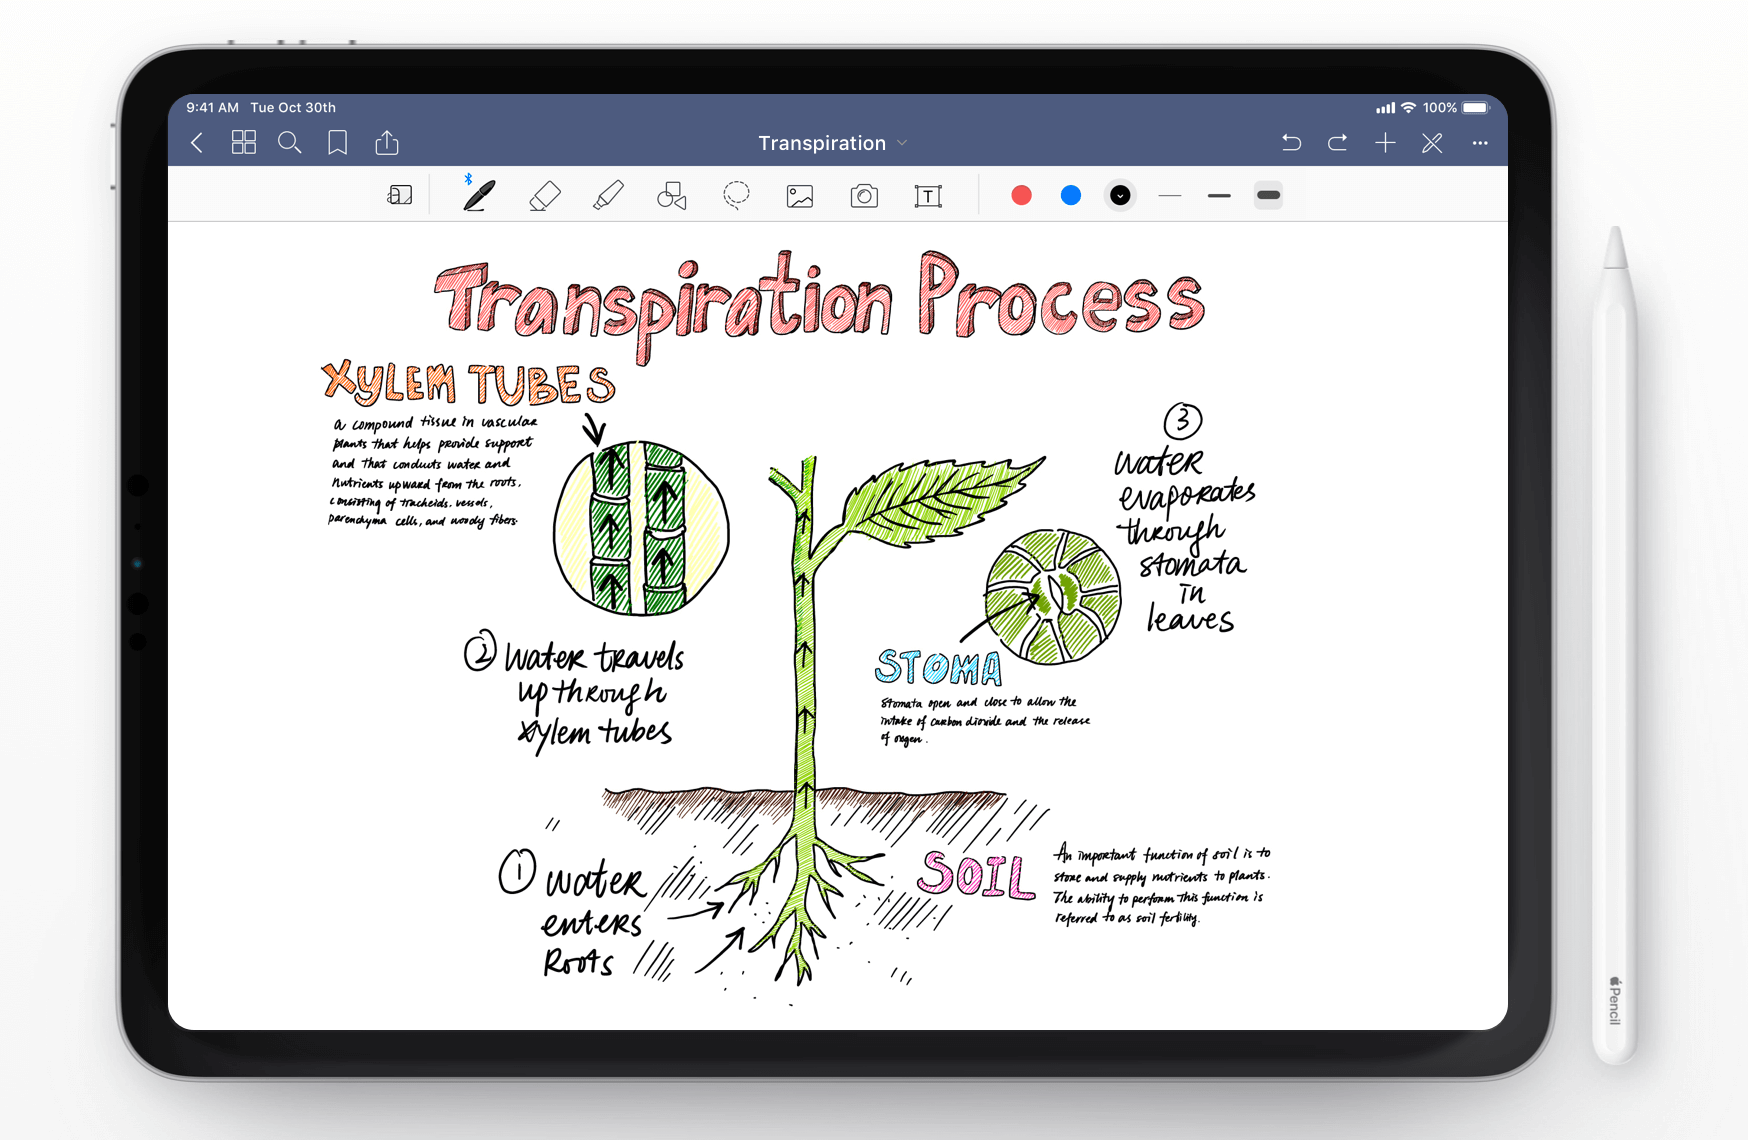 9:41 AM Tue Oct 30th
100%
Transpiration
T
Transpiration Process
XYLEM TUBES
a compound tissue in vascular
plants that helps provide support
and that conducts water and
nutrients upward from the roots,
consisting of tracheids, vessels,
parenchyma cells, and woody fibers.
3
water
evaporates
through
stomata
in
leaves
2 Water travels
up through
xylem tubes
STOMA
Stomata open and close to allow the
intake of carbon dioxide and the release
of oxgen.
1 Water
enters
Roots
SOIL
An important function of soil is to
store and supply nutrients to plants.
The ability to perform this function is
referred to as soil fertility.
Pencil